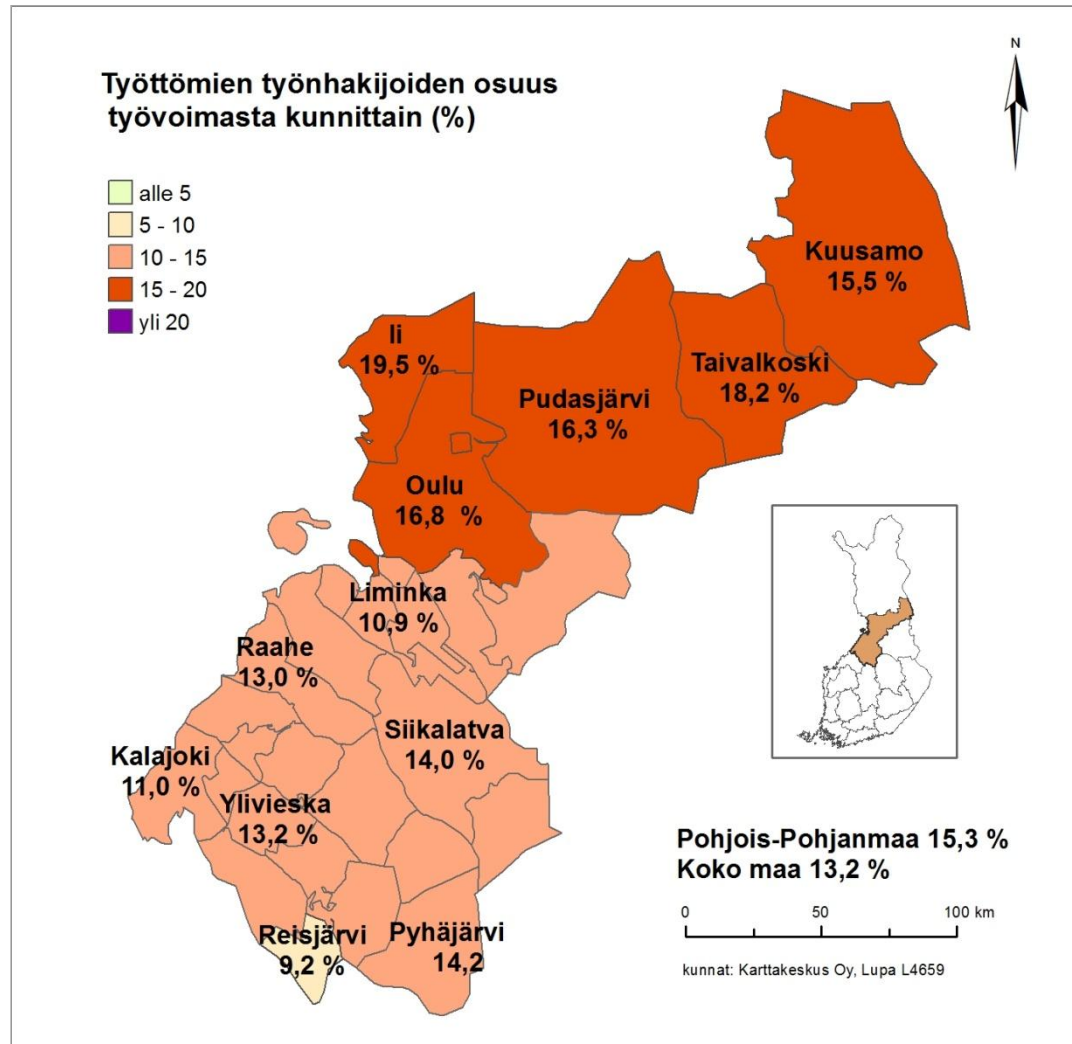 N
Työttömien työnhakijoiden osuus
työvoimasta kunnittain (%)
alle 5
5 - 10
10 - 15
15 - 20
yli 20
Kuusamo
15,5 %
Ii
19,5 %
Taivalkoski
18,2 %
Pudasjärvi
16,3 %
Oulu
16,8 %
Liminka
10,9 %
Raahe
13,0 %
Siikalatva
14,0 %
Kalajoki
11,0 %
Ylivieska
13,2 %
Reisjärvi
9,2 %
Pyhäjärvi
14,2
Pohjois-Pohjanmaa 15,3 %
Koko maa 13,2 %
0 50 100 km
kunnat: Karttakeskus Oy, Lupa L4659